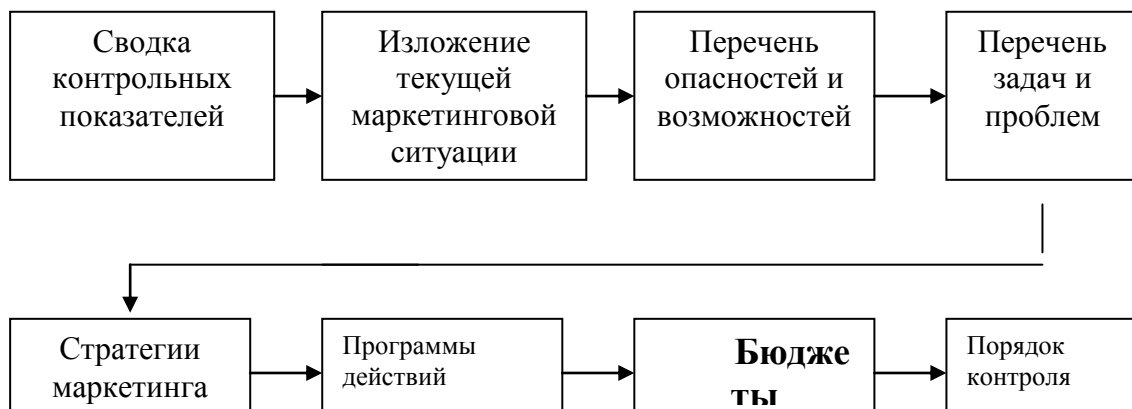 Сводка
контрольных
показателей
Изложение
текущей
маркетинговой
ситуации
Перечень
опасностей и
возможностей
Перечень
задач и
проблем
Стратегии
маркетинга
Программы
действий
Бюдже
ты
Порядок
контроля